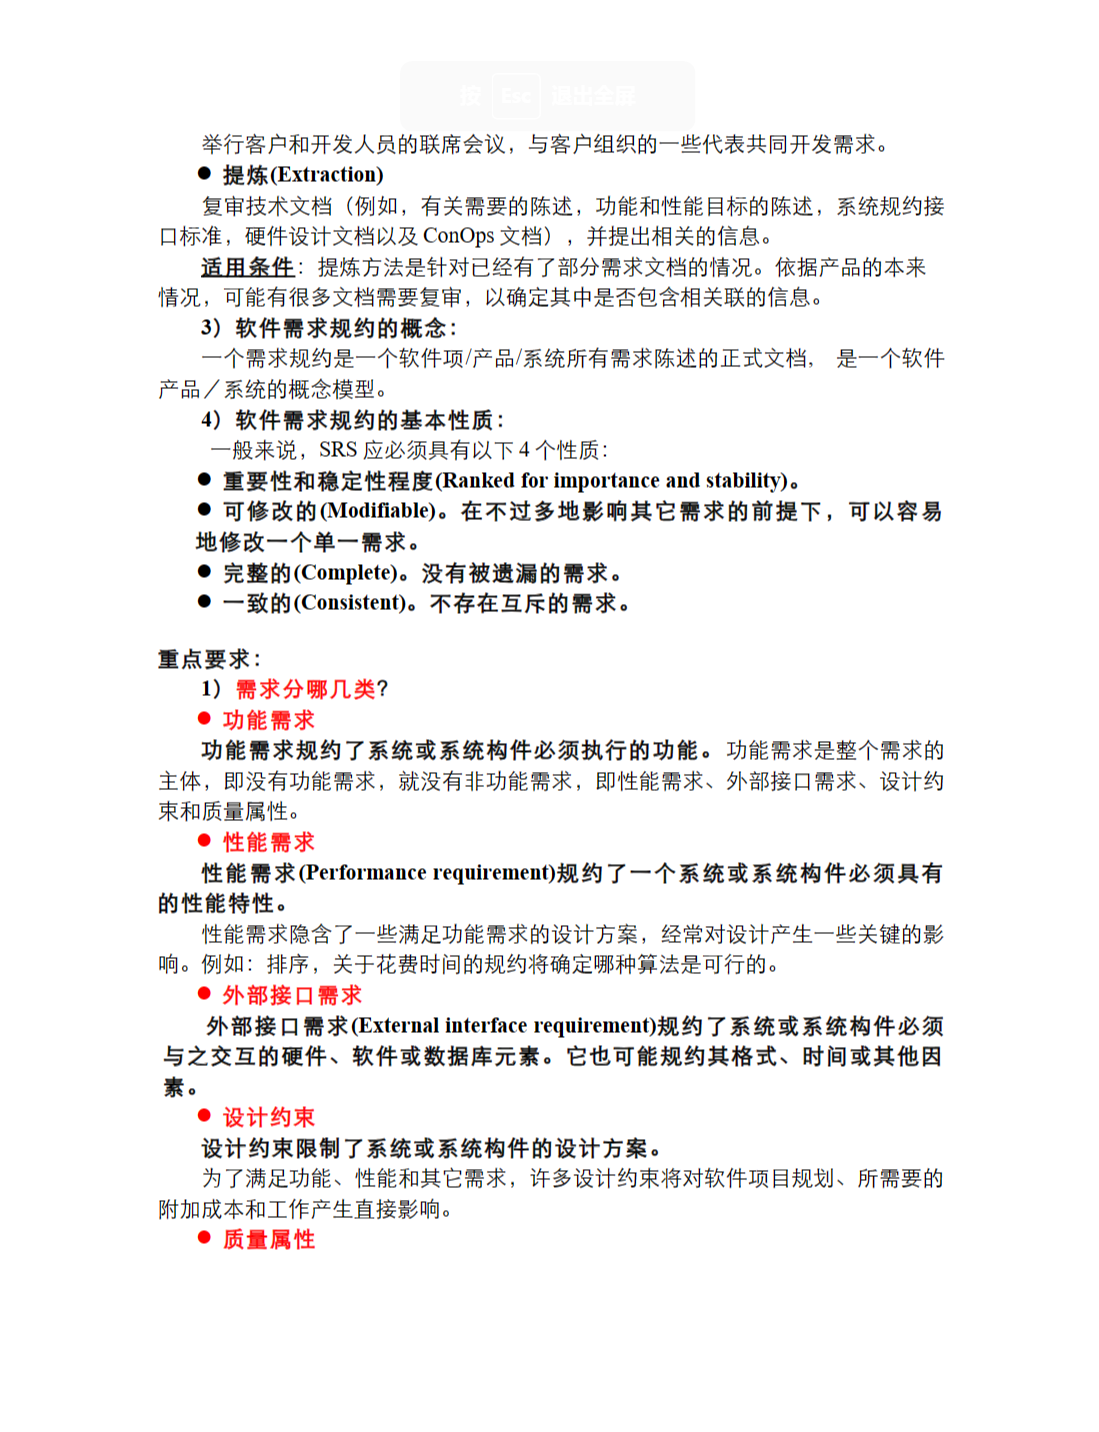 按 Esc 退出全屏
举行客户和开发人员的联席会议，与客户组织的一些代表共同开发需求。
● 提炼(Extraction)
复审技术文档（例如，有关需要的陈述，功能和性能目标的陈述，系统规约接
口标准，硬件设计文档以及 ConOps 文档），并提出相关的信息。
适用条件：提炼方法是针对已经有了部分需求文档的情况。依据产品的本来
情况，可能有很多文档需要复审，以确定其中是否包含相关联的信息。
3）软件需求规约的概念：
一个需求规约是一个软件项/产品/系统所有需求陈述的正式文档， 是一个软件
产品／系统的概念模型。
4）软件需求规约的基本性质：
一般来说，SRS 应必须具有以下 4 个性质：
● 重要性和稳定性程度(Ranked for importance and stability)。
● 可修改的(Modifiable)。在不过多地影响其它需求的前提下，可以容易
地修改一个单一需求。
● 完整的(Complete)。没有被遗漏的需求。
● 一致的(Consistent)。不存在互斥的需求。
重点要求：
1）需求分哪几类？
● 功能需求
功能需求规约了系统或系统构件必须执行的功能。功能需求是整个需求的
主体，即没有功能需求，就没有非功能需求，即性能需求、外部接口需求、设计约
束和质量属性。
● 性能需求
性能需求(Performance requirement)规约了一个系统或系统构件必须具有
的性能特性。
性能需求隐含了一些满足功能需求的设计方案，经常对设计产生一些关键的影
响。例如：排序，关于花费时间的规约将确定哪种算法是可行的。
● 外部接口需求
外部接口需求(External interface requirement)规约了系统或系统构件必须
与之交互的硬件、软件或数据库元素。它也可能规约其格式、时间或其他因
素。
● 设计约束
设计约束限制了系统或系统构件的设计方案。
为了满足功能、性能和其它需求，许多设计约束将对软件项目规划、所需要的
附加成本和工作产生直接影响。
● 质量属性